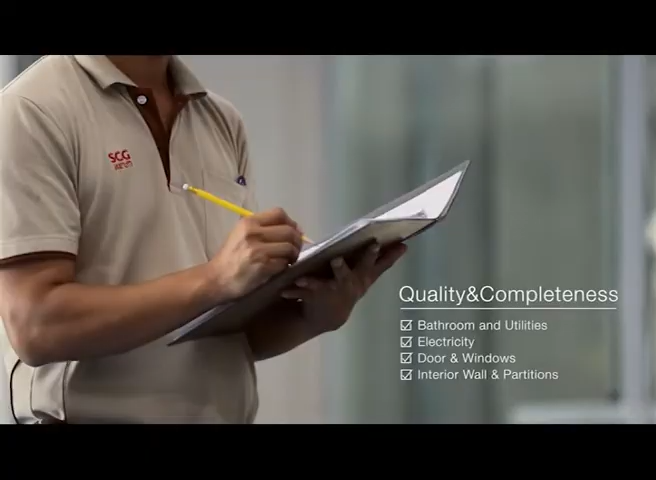 SCG
Quality&Completeness
Bathroom and Utilities
Electricity
Door & Windows
Interior Wall & Partitions